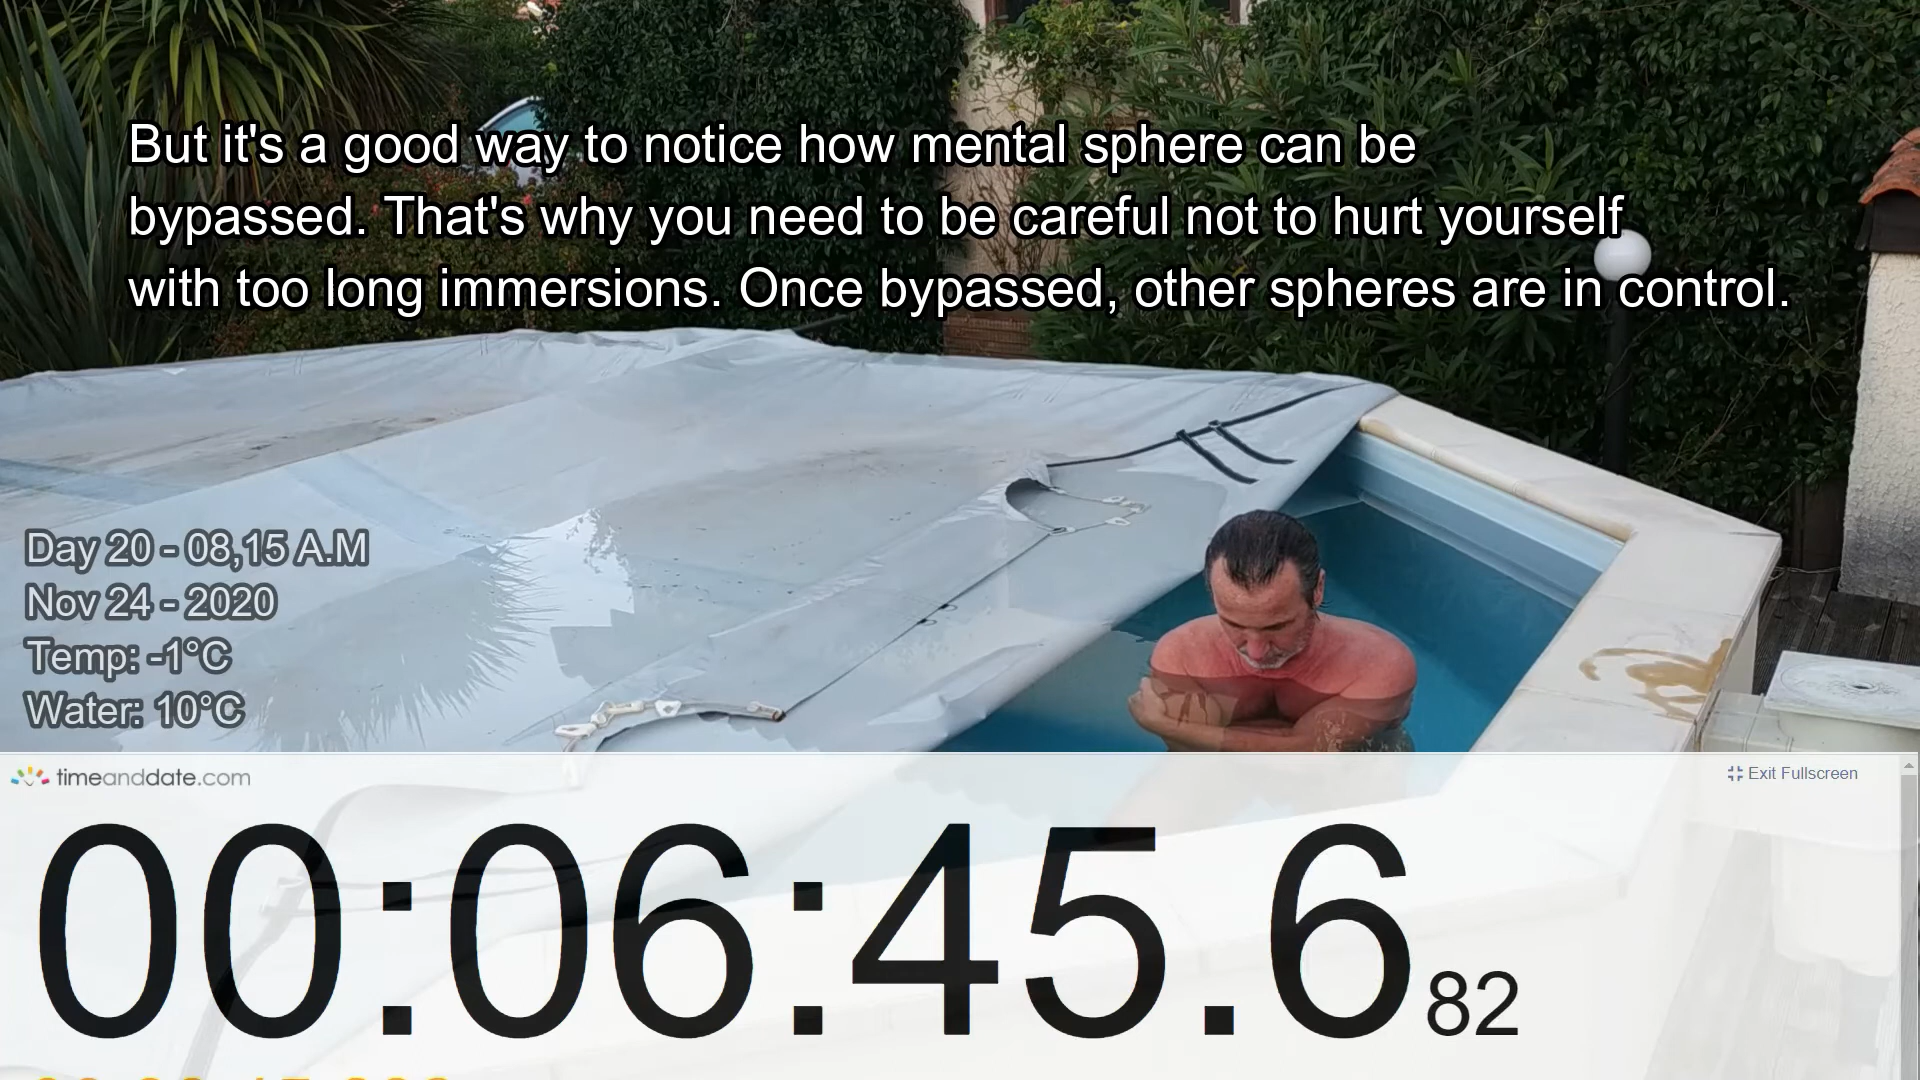 But it's a good way to notice how mental sphere can be
bypassed. That's why you need to be careful not to hurt yourself
with too long immersions. Once bypassed, other spheres are in control.
Day 20 - 08,15 A.M
Nov 24 - 2020
Temp: -1°C
Water: 10°C
timeanddate.com
Exit Fullscreen
00:06:45.682